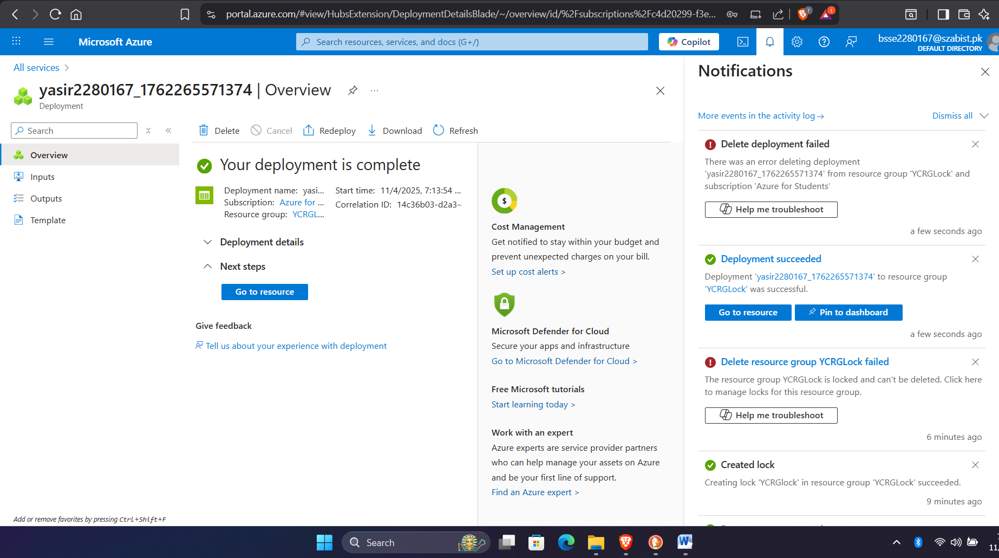 portal.azure.com/#view/HubsExtension/DeploymentDetailsBlade/~/overview/id/%2Fsubscriptions%2Fc4d20299-f3e...
7
1
Microsoft Azure
Search resources, services, and docs (G+/)
Copilot
bsse2280167@szabist.pk
DEFAULT DIRECTORY
All services >
yasir2280167_1762265571374 | Overview
...
Deployment
Search
Overview
Inputs
Outputs
Template
Delete
Cancel
Redeploy
Download
Refresh
Your deployment is complete
Deployment name: yasi...
Subscription: Azure for ...
Resource group: YCRGL...
Start time: 11/4/2025, 7:13:54 ...
Correlation ID: 14c36b03-d2a3-
Deployment details
Next steps
Go to resource
Give feedback
Tell us about your experience with deployment
Add or remove favorites by pressing Ctrl+Shift+F
$
Cost Management
Get notified to stay within your budget and
prevent unexpected charges on your bill.
Set up cost alerts >
Microsoft Defender for Cloud
Secure your apps and infrastructure
Go to Microsoft Defender for Cloud >
Free Microsoft tutorials
Start learning today >
Work with an expert
Azure experts are service provider partners
who can help manage your assets on Azure
and be your first line of support.
Find an Azure expert >
Notifications
More events in the activity log →
Dismiss all
Delete deployment failed
There was an error deleting deployment
'yasir2280167_1762265571374' from resource group 'YCRGLock' and
subscription 'Azure for Students'
Help me troubleshoot
a few seconds ago
Deployment succeeded
Deployment 'yasir2280167_1762265571374' to resource group
'YCRGLock' was successful.
Go to resource
Pin to dashboard
a few seconds ago
Delete resource group YCRGLock failed
The resource group YCRGLock is locked and can't be deleted. Click here
to manage locks for this resource group.
Help me troubleshoot
6 minutes ago
Created lock
Creating lock 'YCRGlock' in resource group 'YCRGLock' succeeded.
9 minutes ago
Search